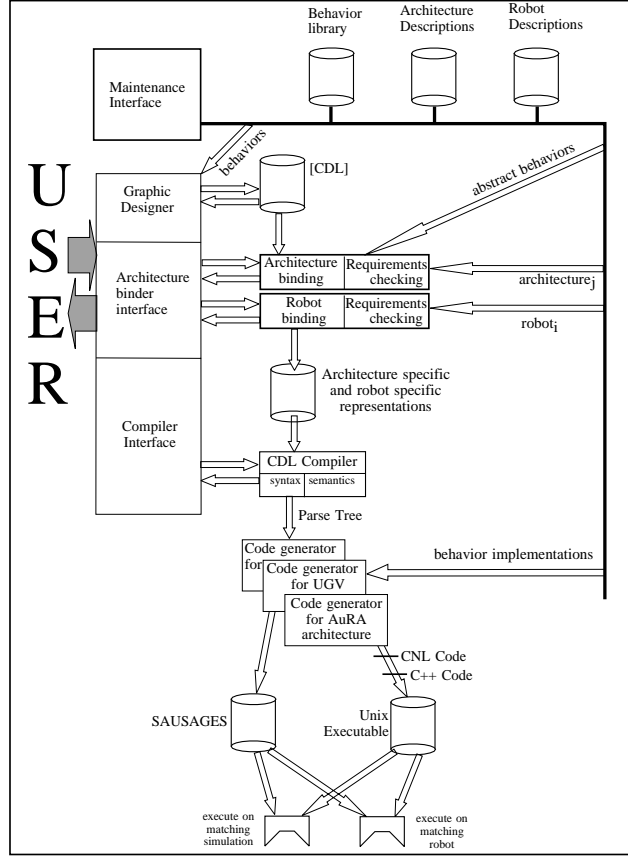 Behavior
library
Architecture
Descriptions
Robot
Descriptions
Maintenance
Interface
behaviors
[CDL]
abstract behaviors
USER
Graphic
Designer
Architecture
binding
Requirements
checking
architecturej
Architecture
binder
interface
Robot
binding
Requirements
checking
roboti
Architecture specific
and robot specific
representations
Compiler
Interface
CDL Compiler
syntax
semantics
Parse Tree
Code generator
for
Code generator
for UGV
behavior implementations
Code generator
for AuRA
architecture
CNL Code
C++ Code
SAUSAGES
Unix
Executable
execute on
matching
simulation
execute on
matching
robot